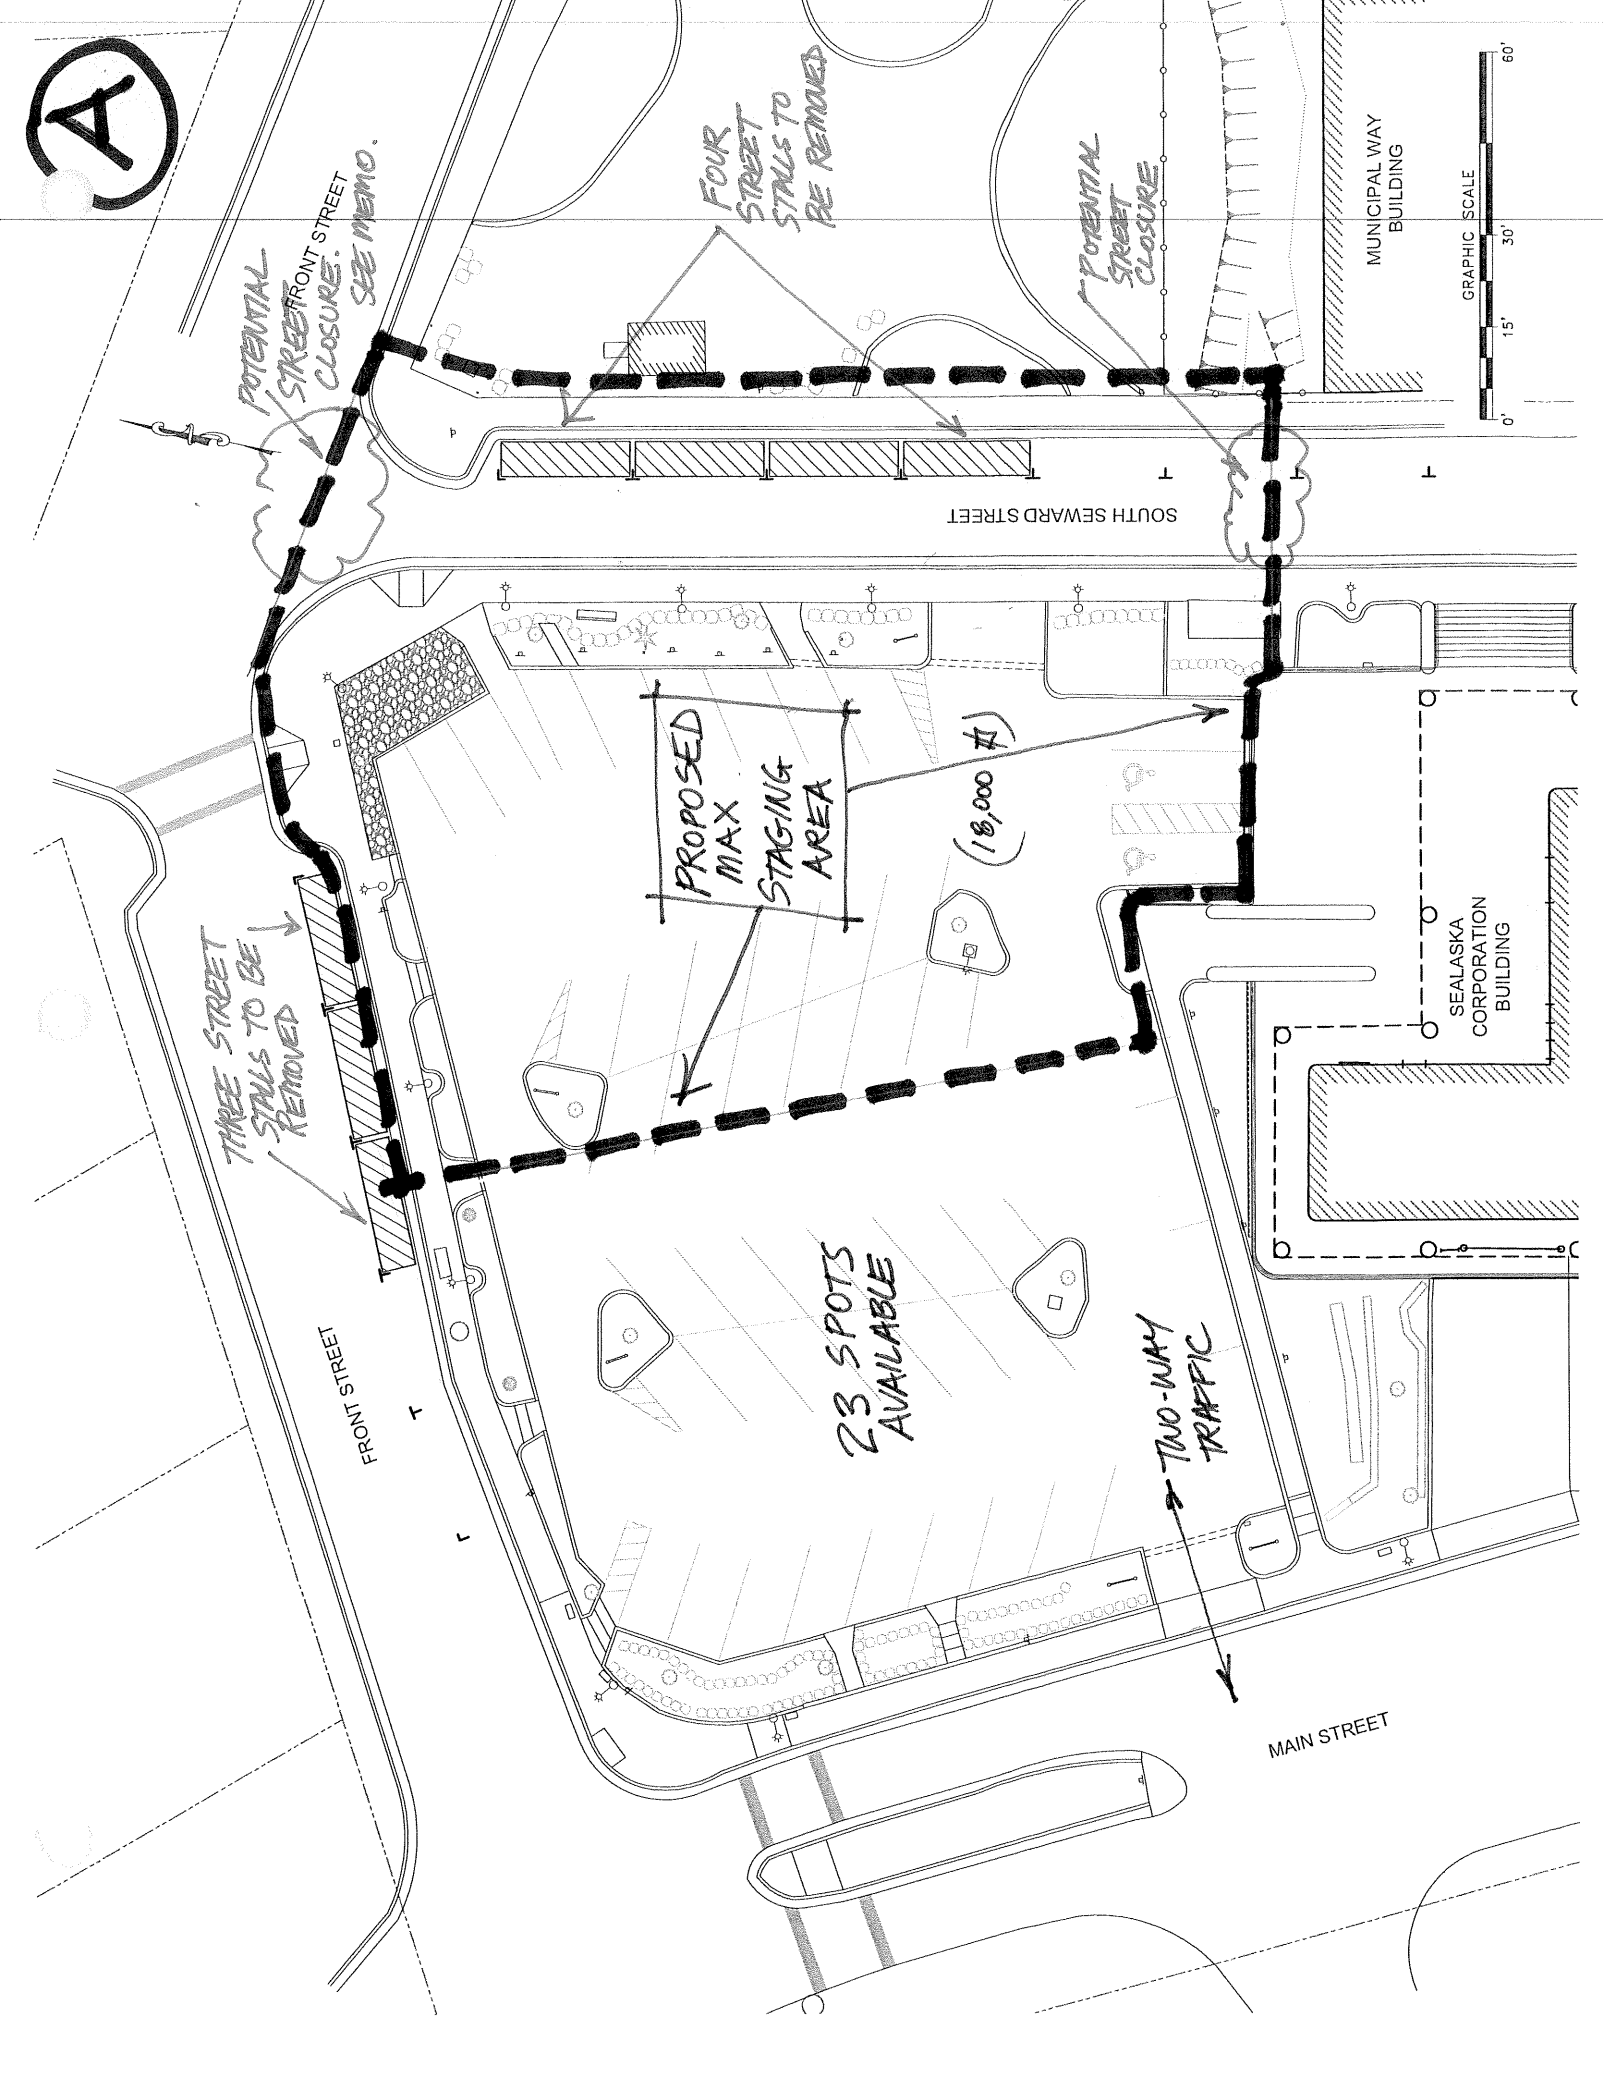 A
POTENTIAL
STREET
CLOSURE.
SEE MEMO.
FRONT STREET
FOUR
STREET
STALLS TO
BE REMOVED
POTENTIAL
STREET
CLOSURE
MUNICIPAL WAY
BUILDING
GRAPHIC SCALE
0' 15' 30' 60'
SOUTH SEWARD STREET
PROPOSED
MAX
STAGING
AREA
(18,000 )
THREE STREET
STALLS TO BE
REMOVED
SEALASKA
CORPORATION
BUILDING
FRONT STREET
23 SPOTS
AVAILABLE
TWO-WAY
TRAFFIC
MAIN STREET